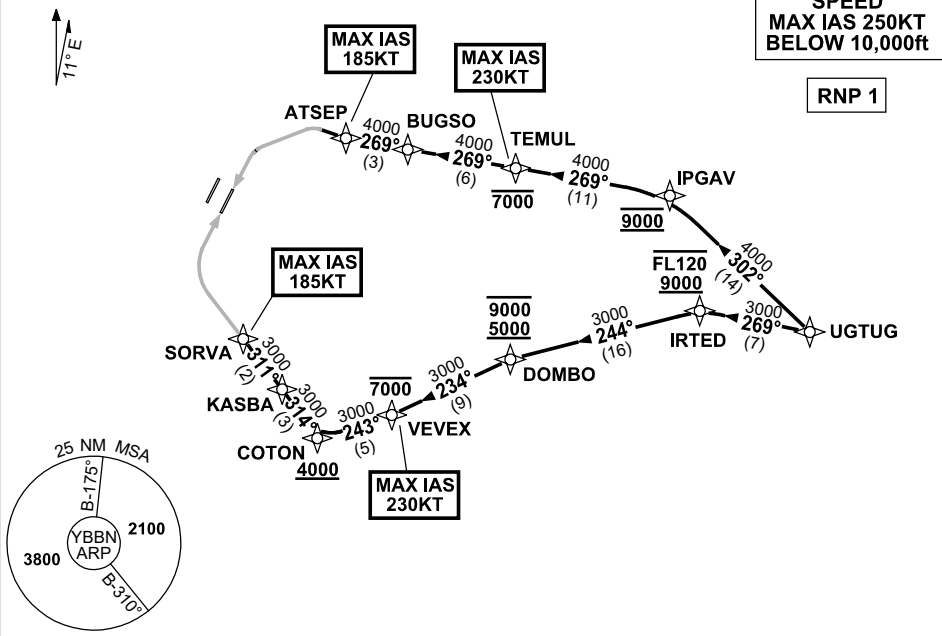 SPEED
MAX IAS 250KT
BELOW 10,000ft
RNP 1
11° E
MAX IAS
185KT
MAX IAS
230KT
ATSEP
4000
269°
(3)
BUGSO
4000
269°
(6)
TEMUL
7000
4000
269°
(11)
IPGAV
9000
4000
302°
(14)
UGTUG
3000
269°
(7)
FL120
9000
IRTED
3000
244°
(16)
9000
5000
DOMBO
3000
234°
(9)
7000
VEVEX
MAX IAS
230KT
3000
243°
(5)
COTON
4000
3000
314°
(3)
KASBA
3000
311°
(2)
SORVA
MAX IAS
185KT
25 NM MSA
B-175°
2100
YBBN
ARP
3800
B-310°